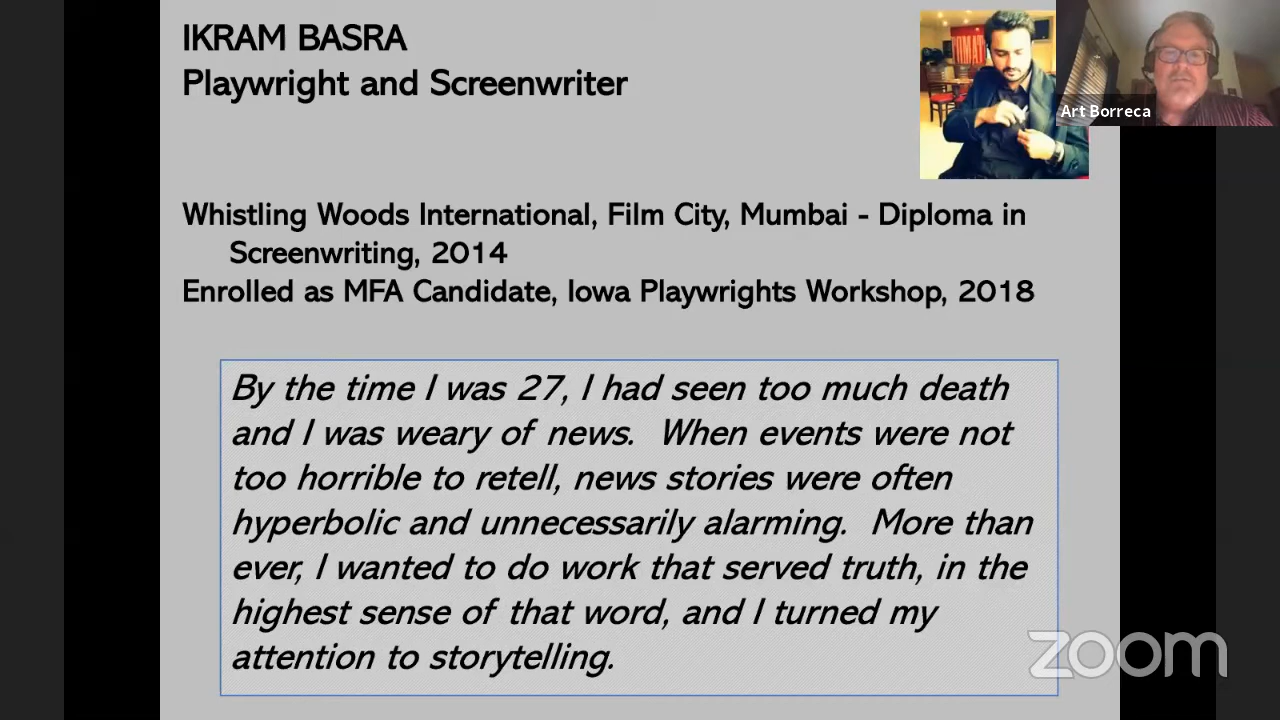 IKRAM BASRA
Playwright and Screenwriter
Art Borreca
Whistling Woods International, Film City, Mumbai - Diploma in
Screenwriting, 2014
Enrolled as MFA Candidate, Iowa Playwrights Workshop, 2018
By the time I was 27, I had seen too much death
and I was weary of news.  When events were not
too horrible to retell, news stories were often
hyperbolic and unnecessarily alarming.  More than
ever, I wanted to do work that served truth, in the
highest sense of that word, and I turned my
attention to storytelling.
zoom